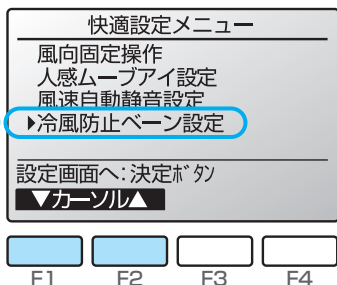 快適設定メニュー
風向固定操作
人感ムーブアイ設定
風速自動静音設定
▶冷風防止ベーン設定
設定画面へ:決定ボタン
▼カーソル▲
F1 F2 F3 F4